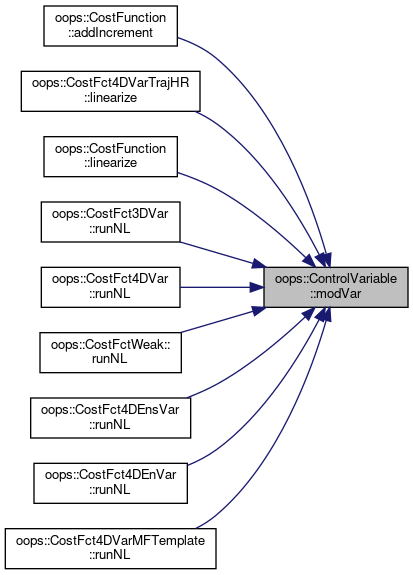 oops::CostFunction
::addIncrement
oops::CostFct4DVarTrajHR
::linearize
oops::CostFunction
::linearize
oops::CostFct3DVar
::runNL
oops::CostFct4DVar
::runNL
oops::ControlVariable
::modVar
oops::CostFctWeak::
runNL
oops::CostFct4DEnsVar
::runNL
oops::CostFct4DEnVar
::runNL
oops::CostFct4DVarMFTemplate
::runNL